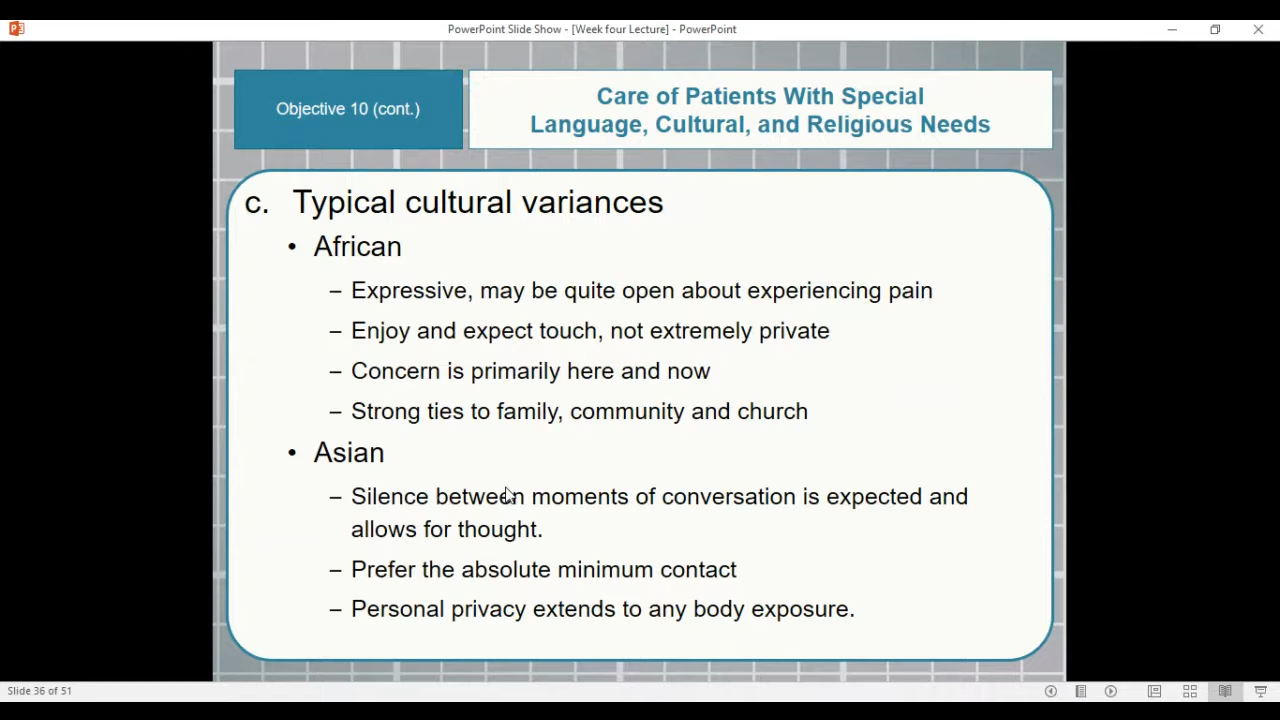 PowerPoint Slide Show - [Week four Lecture] - PowerPoint
Objective 10 (cont.)
Care of Patients With Special
Language, Cultural, and Religious Needs
c. Typical cultural variances
• African
– Expressive, may be quite open about experiencing pain
– Enjoy and expect touch, not extremely private
– Concern is primarily here and now
– Strong ties to family, community and church
• Asian
– Silence between moments of conversation is expected and
allows for thought.
– Prefer the absolute minimum contact
– Personal privacy extends to any body exposure.
Slide 36 of 51